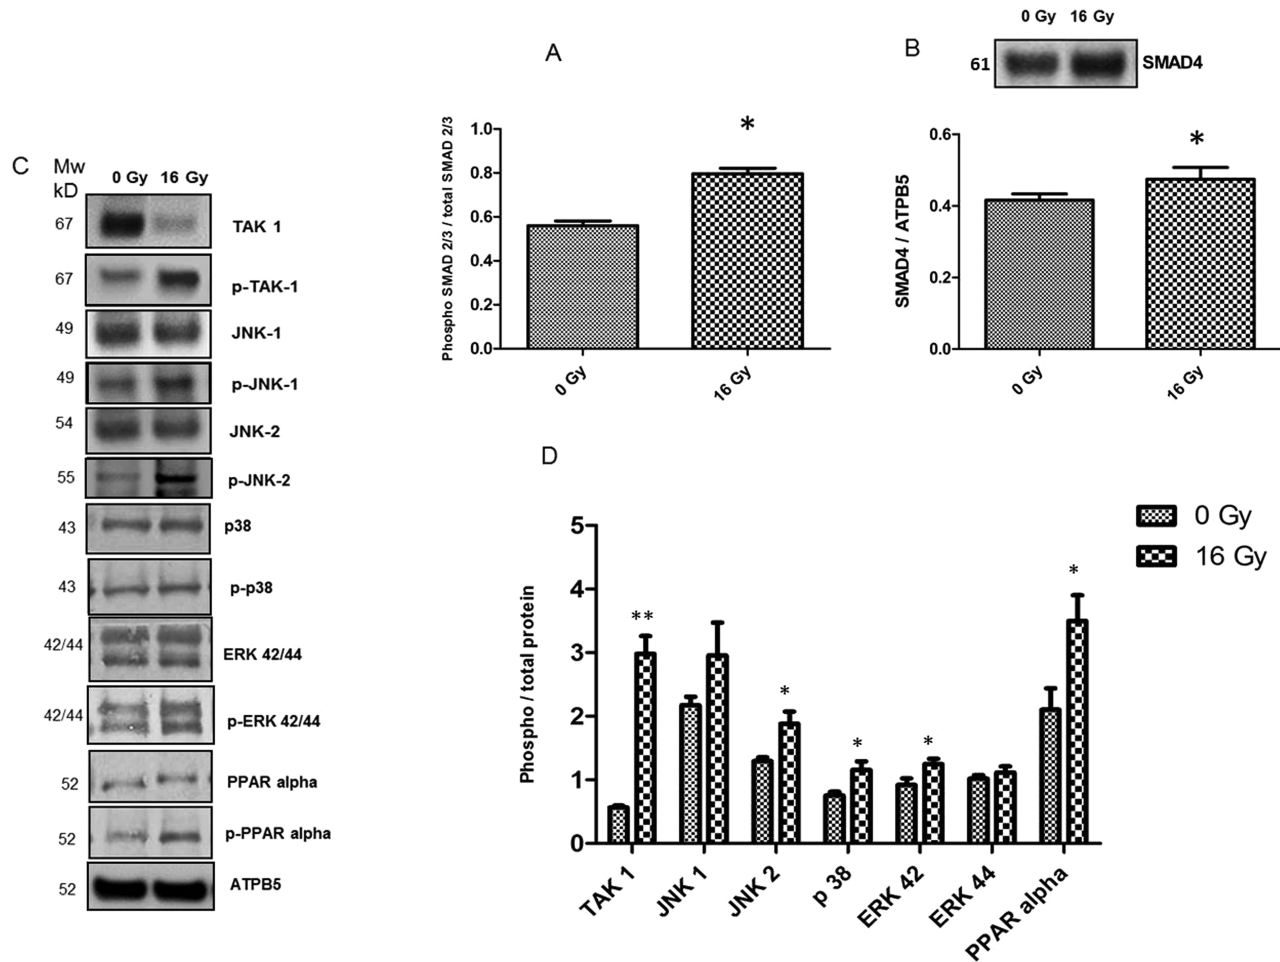 A
Phospho SMAD 2/3 / total SMAD 2/3
1.0
0.8
0.6
0.4
0.2
0.0
*
0 Gy
16 Gy
B
0 Gy 16 Gy
61 SMAD4
SMAD4 / ATPB5
0.6
0.4
0.2
0.0
*
0 Gy
16 Gy
C
Mw
kD
0 Gy 16 Gy
67 TAK 1
67 p-TAK-1
49 JNK-1
49 p-JNK-1
54 JNK-2
55 p-JNK-2
43 p38
43 p-p38
42/44 ERK 42/44
42/44 p-ERK 42/44
52 PPAR alpha
52 p-PPAR alpha
52 ATPB5
D
Phospho / total protein
5
4
3
2
1
0
**
*
*
*
*
TAK 1
JNK 1
JNK 2
p 38
ERK 42
ERK 44
PPAR alpha
0 Gy
16 Gy